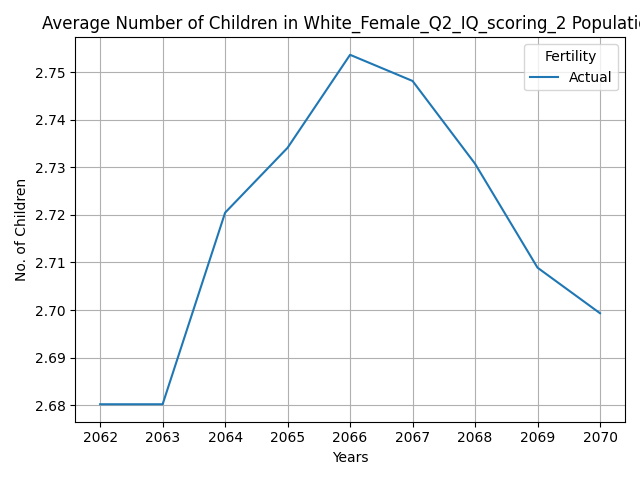 Average Number of Children in White_Female_Q2_IQ_scoring_2 Populatio
Fertility
Actual
2.75
2.74
2.73
2.72
2.71
2.70
2.69
2.68
No. of Children
2062 2063 2064 2065 2066 2067 2068 2069 2070
Years